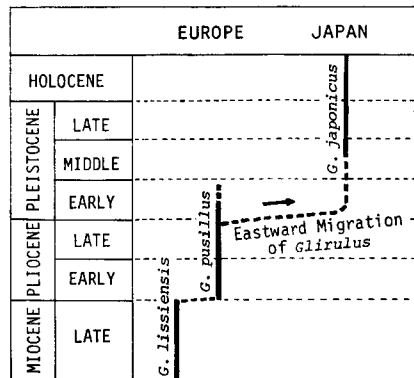 EUROPE JAPAN
HOLOCENE
PLEISTOCENE
LATE
MIDDLE
EARLY
PLIOCENE
LATE
EARLY
MIOCENE
LATE
G. lissiensis
G. pusillus
G. japonicus
Eastward Migration
of Glirulus